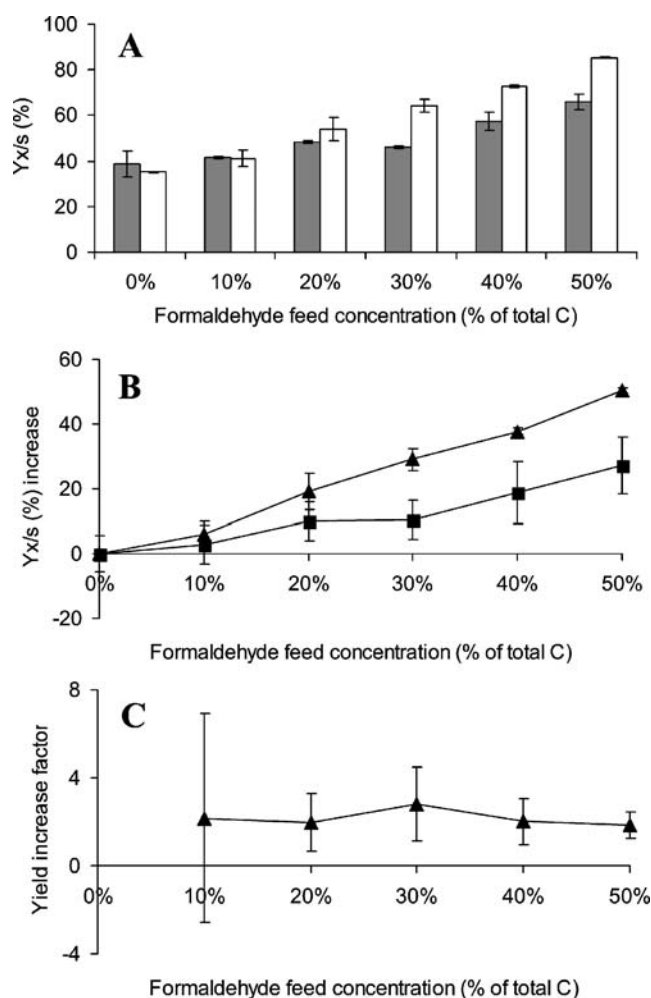 A
Yx/s (%)
100
80
60
40
20
0
0% 10% 20% 30% 40% 50%
Formaldehyde feed concentration (% of total C)
B
Yx/s (%) increase
60
40
20
0
-20
0% 10% 20% 30% 40% 50%
Formaldehyde feed concentration (% of total C)
C
Yield increase factor
8
4
0
-4
0% 10% 20% 30% 40% 50%
Formaldehyde feed concentration (% of total C)